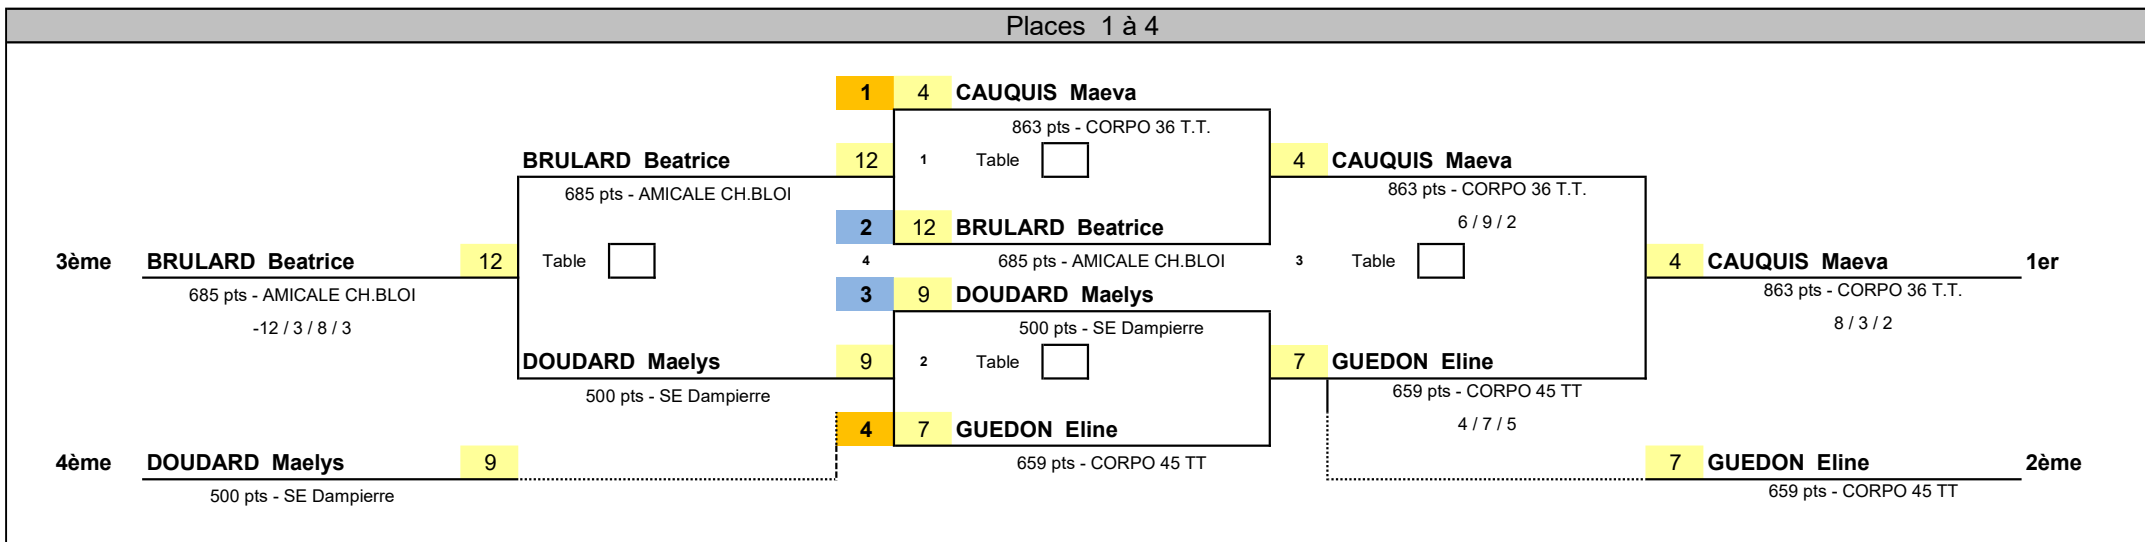 Places 1 à 4
1 4 CAUQUIS Maeva
863 pts - CORPO 36 T.T.
BRULARD Beatrice 12 1 Table 4 CAUQUIS Maeva
685 pts - AMICALE CH.BLOI 863 pts - CORPO 36 T.T.
2 12 BRULARD Beatrice 6 / 9 / 2
3ème BRULARD Beatrice 12 Table 4 685 pts - AMICALE CH.BLOI 3 Table 4 CAUQUIS Maeva 1er
685 pts - AMICALE CH.BLOI 3 9 DOUDARD Maelys 863 pts - CORPO 36 T.T.
-12 / 3 / 8 / 3 500 pts - SE Dampierre 8 / 3 / 2
DOUDARD Maelys 9 2 Table 7 GUEDON Eline
500 pts - SE Dampierre 659 pts - CORPO 45 TT
4 7 GUEDON Eline 4 / 7 / 5
4ème DOUDARD Maelys 9 659 pts - CORPO 45 TT 7 GUEDON Eline 2ème
500 pts - SE Dampierre 659 pts - CORPO 45 TT